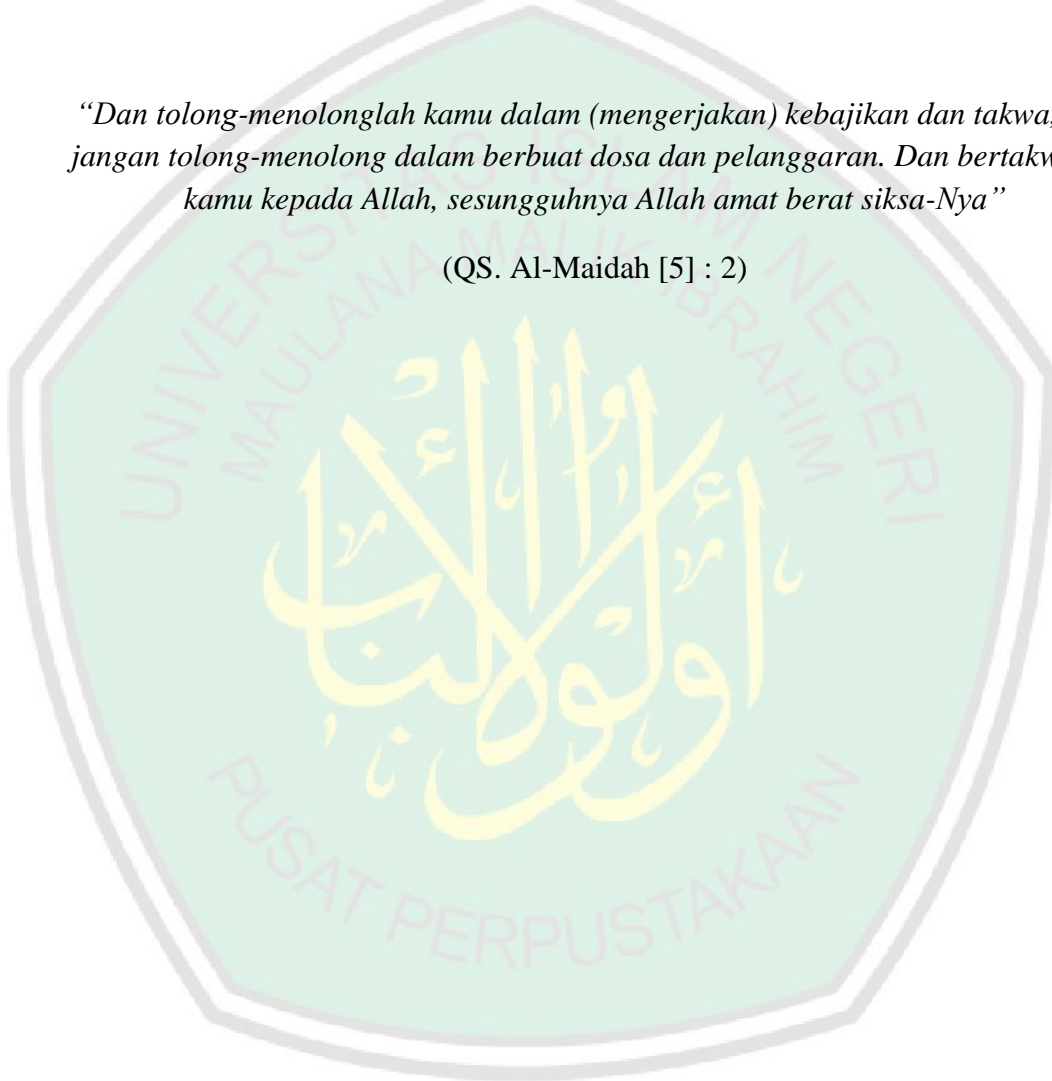 “Dan tolong-menolonglah kamu dalam (mengerjakan) kebajikan dan takwa,
jangan tolong-menolong dalam berbuat dosa dan pelanggaran. Dan bertakw
kamu kepada Allah, sesungguhnya Allah amat berat siksa-Nya”
(QS. Al-Maidah [5] : 2)
UNIVERSITAS ISLAM NEGERI
MAULANA MALIK IBRAHIM
أولوا الألباب
PUSAT PERPUSTAKAAN